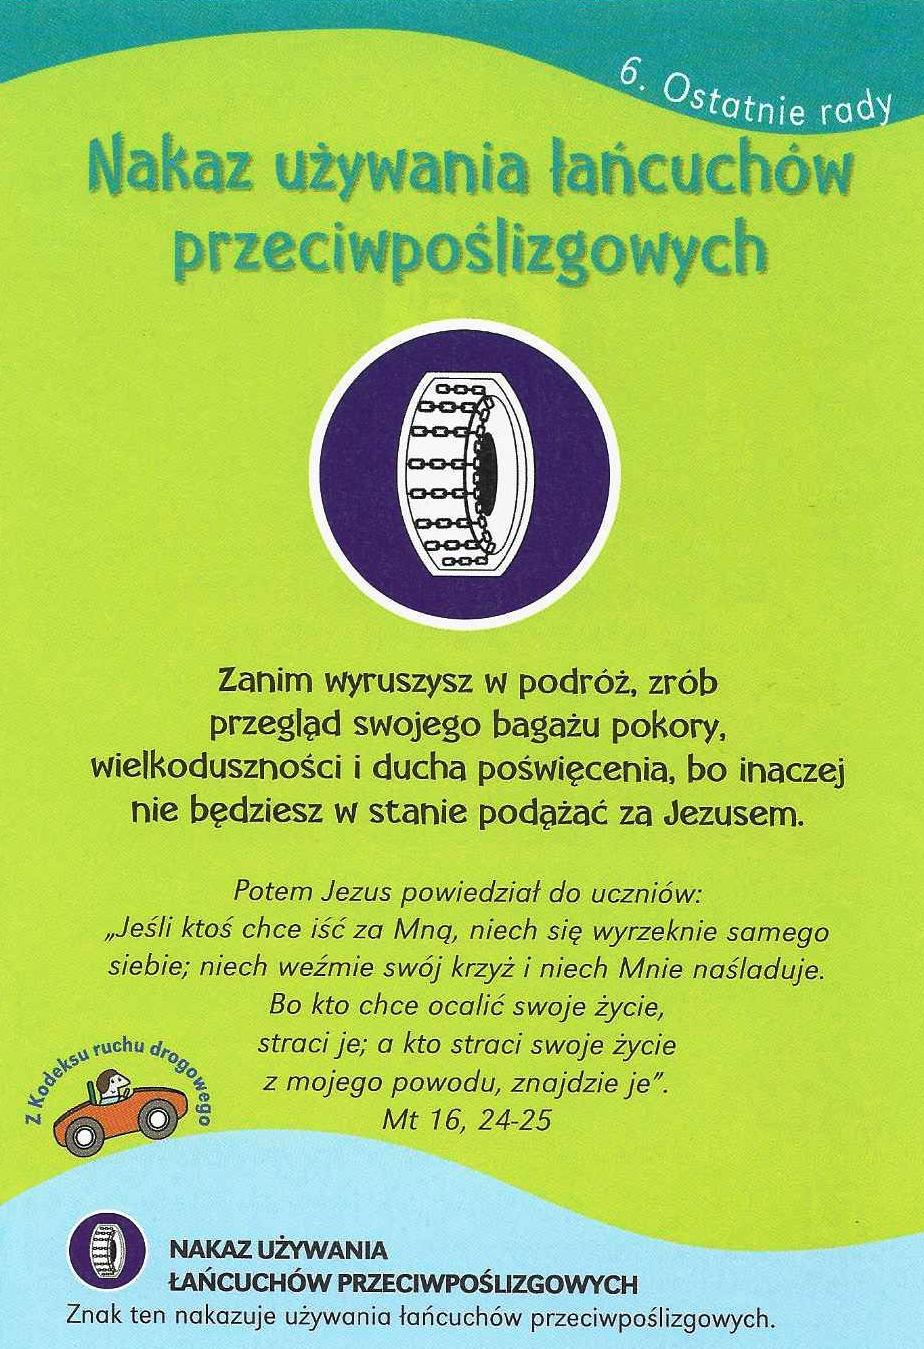 6. Ostatnie rady
Nakaz używania łańcuchów
przeciwpoślizgowych
Zanim wyruszysz w podróż, zrób
przegląd swojego bagażu pokory,
wielkoduszności i ducha poświęcenia, bo inaczej
nie będziesz w stanie podążać za Jezusem.
Potem Jezus powiedział do uczniów:
„Jeśli ktoś chce iść za Mną, niech się wyrzeknie samego
siebie; niech weźmie swój krzyż i niech Mnie naśladuje.
Bo kto chce ocalić swoje życie,
straci je; a kto straci swoje życie
z mojego powodu, znajdzie je”.
Mt 16, 24-25
Z Kodeksu ruchu drogowego
NAKAZ UŻYWANIA
ŁAŃCUCHÓW PRZECIWPOŚLIZGOWYCH
Znak ten nakazuje używania łańcuchów przeciwpoślizgowych.